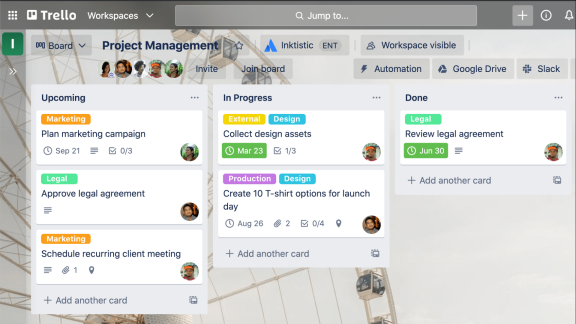 Trello
Workspaces
Jump to...
Board
Project Management
Inktistic ENT
Workspace visible
Invite
Join board
Automation
Google Drive
Slack
Upcoming
Marketing
Plan marketing campaign
Sep 21 0/3
Legal
Approve legal agreement
Marketing
Schedule recurring client meeting
1
+ Add another card
In Progress
External Design
Collect design assets
Mar 23 1/3
Production Design
Create 10 T-shirt options for launch
day
Aug 26 2 0/4
+ Add another card
Done
Legal
Review legal agreement
Jun 30
+ Add another card